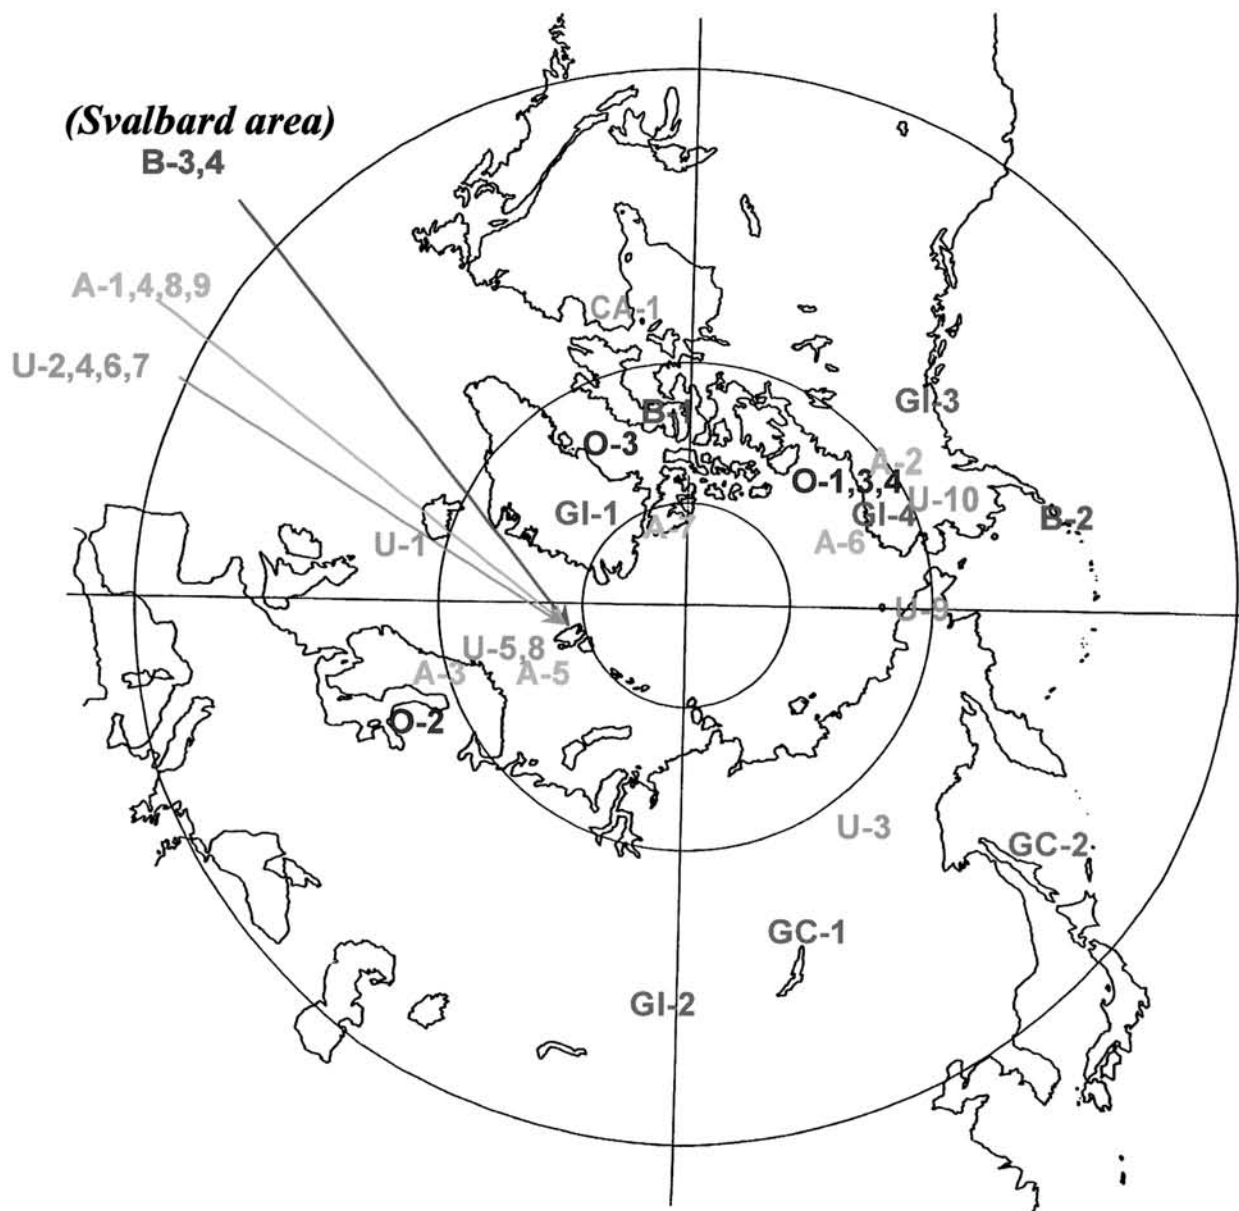 (Svalbard area)
B-3,4
A-1,4,8,9
CA-1
U-2,4,6,7
GI-3
B-1
O-3
A-2
O-1,3,4
U-10
GI-1
GI-4
B-2
A-7
U-1
A-6
U-9
U-5,8
A-3
A-5
O-2
U-3
GC-2
GC-1
GI-2